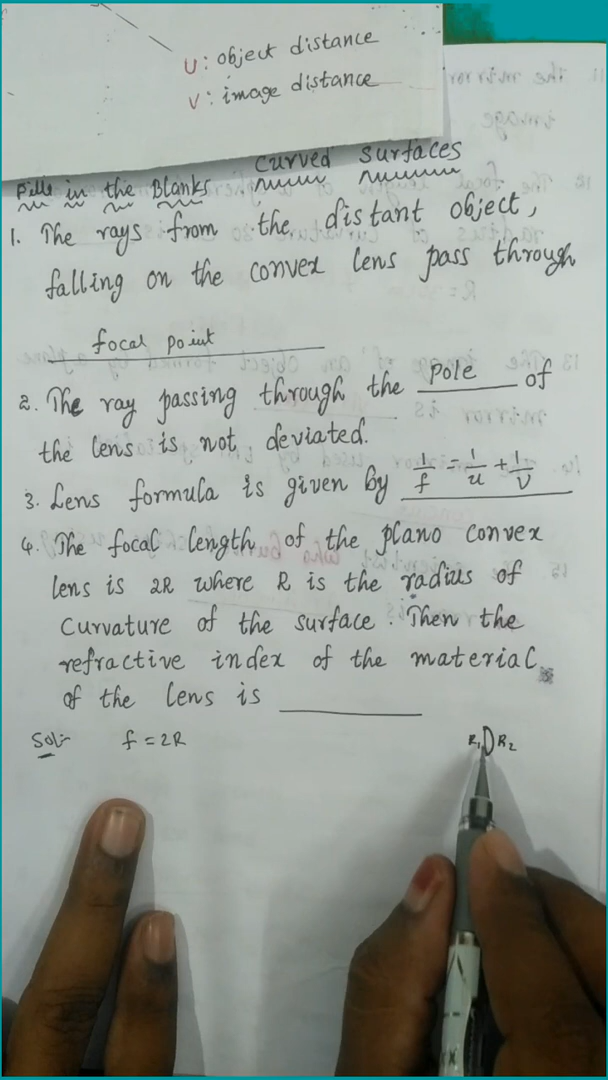 u: object distance
v: image distance
curved surfaces
Fills in the Blanks
1. The rays from the distant object,
falling on the convex lens pass through
focal point
2. The ray passing through the Pole of
the lens is not deviated.
3. Lens formula is given by 1/f = 1/u + 1/v
4. The focal length of the plano convex
lens is 2R where R is the radius of
curvature of the surface. Then the
refractive index of the material
of the lens is ______
Sol:- f = 2R
R1 R2